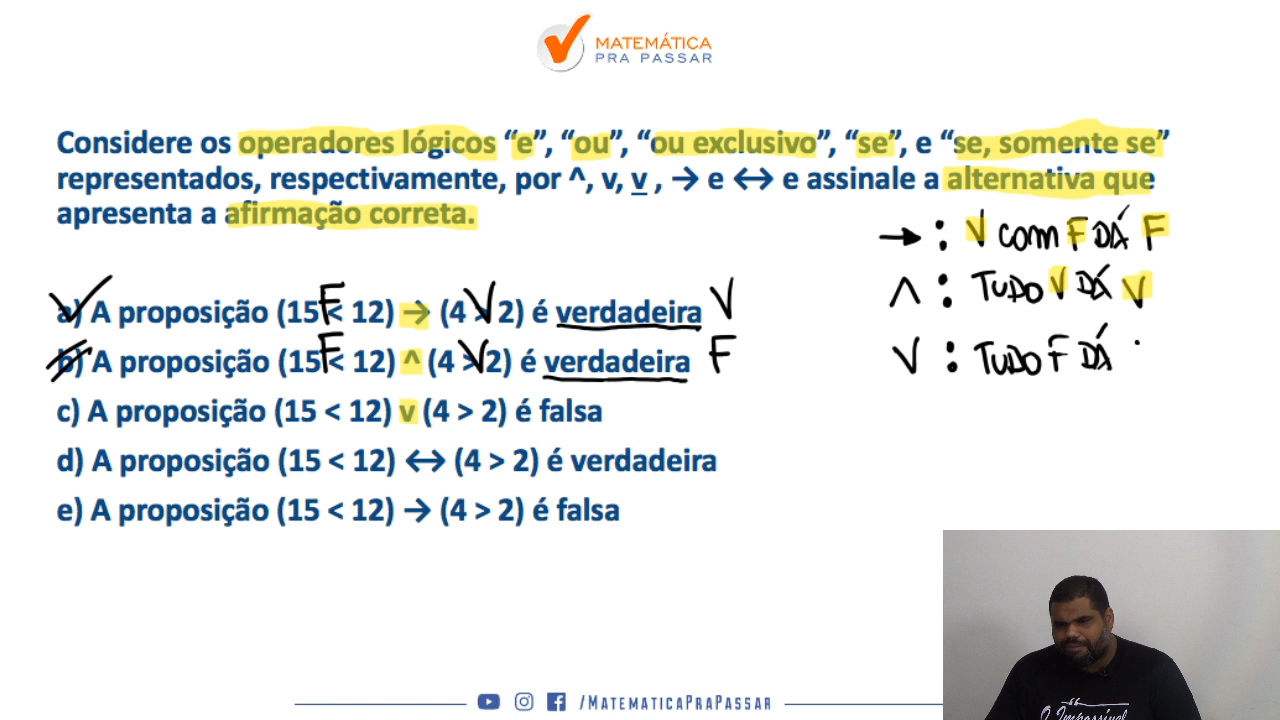 MATEMÁTICA
PRA PASSAR
Considere os operadores lógicos “e”, “ou”, “ou exclusivo”, “se”, e “se, somente se”
representados, respectivamente, por ^, v, v̲ , → e ↔ e assinale a alternativa que
apresenta a afirmação correta.
→ : V com F DÁ F
^ : TUDO V DÁ V
V : TUDO F DÁ
a) A proposição (15 < 12) → (4 > 2) é verdadeira V
F V
b) A proposição (15 < 12) ^ (4 > 2) é verdadeira F
F V
c) A proposição (15 < 12) v (4 > 2) é falsa
d) A proposição (15 < 12) ↔ (4 > 2) é verdadeira
e) A proposição (15 < 12) → (4 > 2) é falsa
“
O Impossível
/MATEMATICAPRAPASSAR